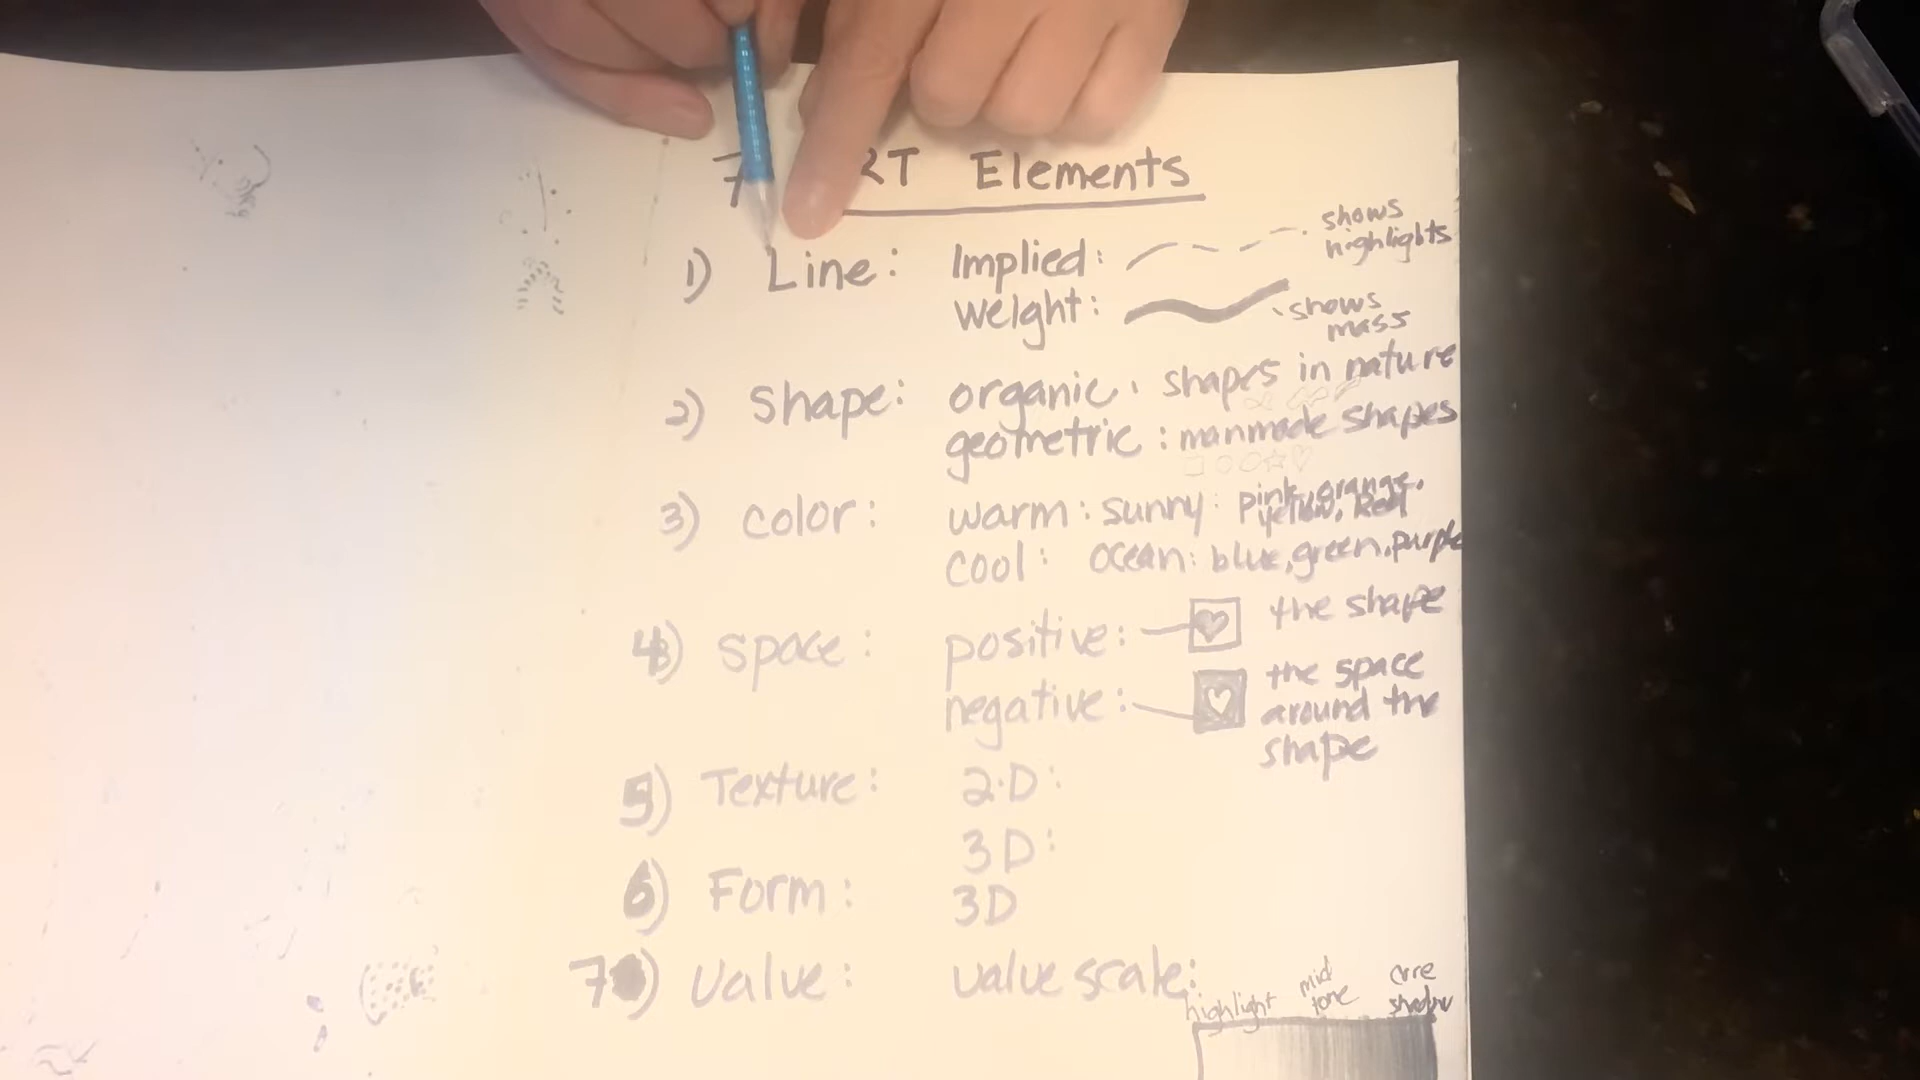 7 ART Elements
1) Line: Implied: shows highlights
weight: shows mass
2) shape: organic: shapes in nature
geometric: manmade shapes
3) color: warm: sunny: pink, orange, yellow, Red
cool: ocean: blue, green, purple
4) space: positive: the shape
negative: the space around the shape
5) Texture: 2-D:
3D:
6) Form: 3D
7) value: value scale:
highlight mid tone core shadow